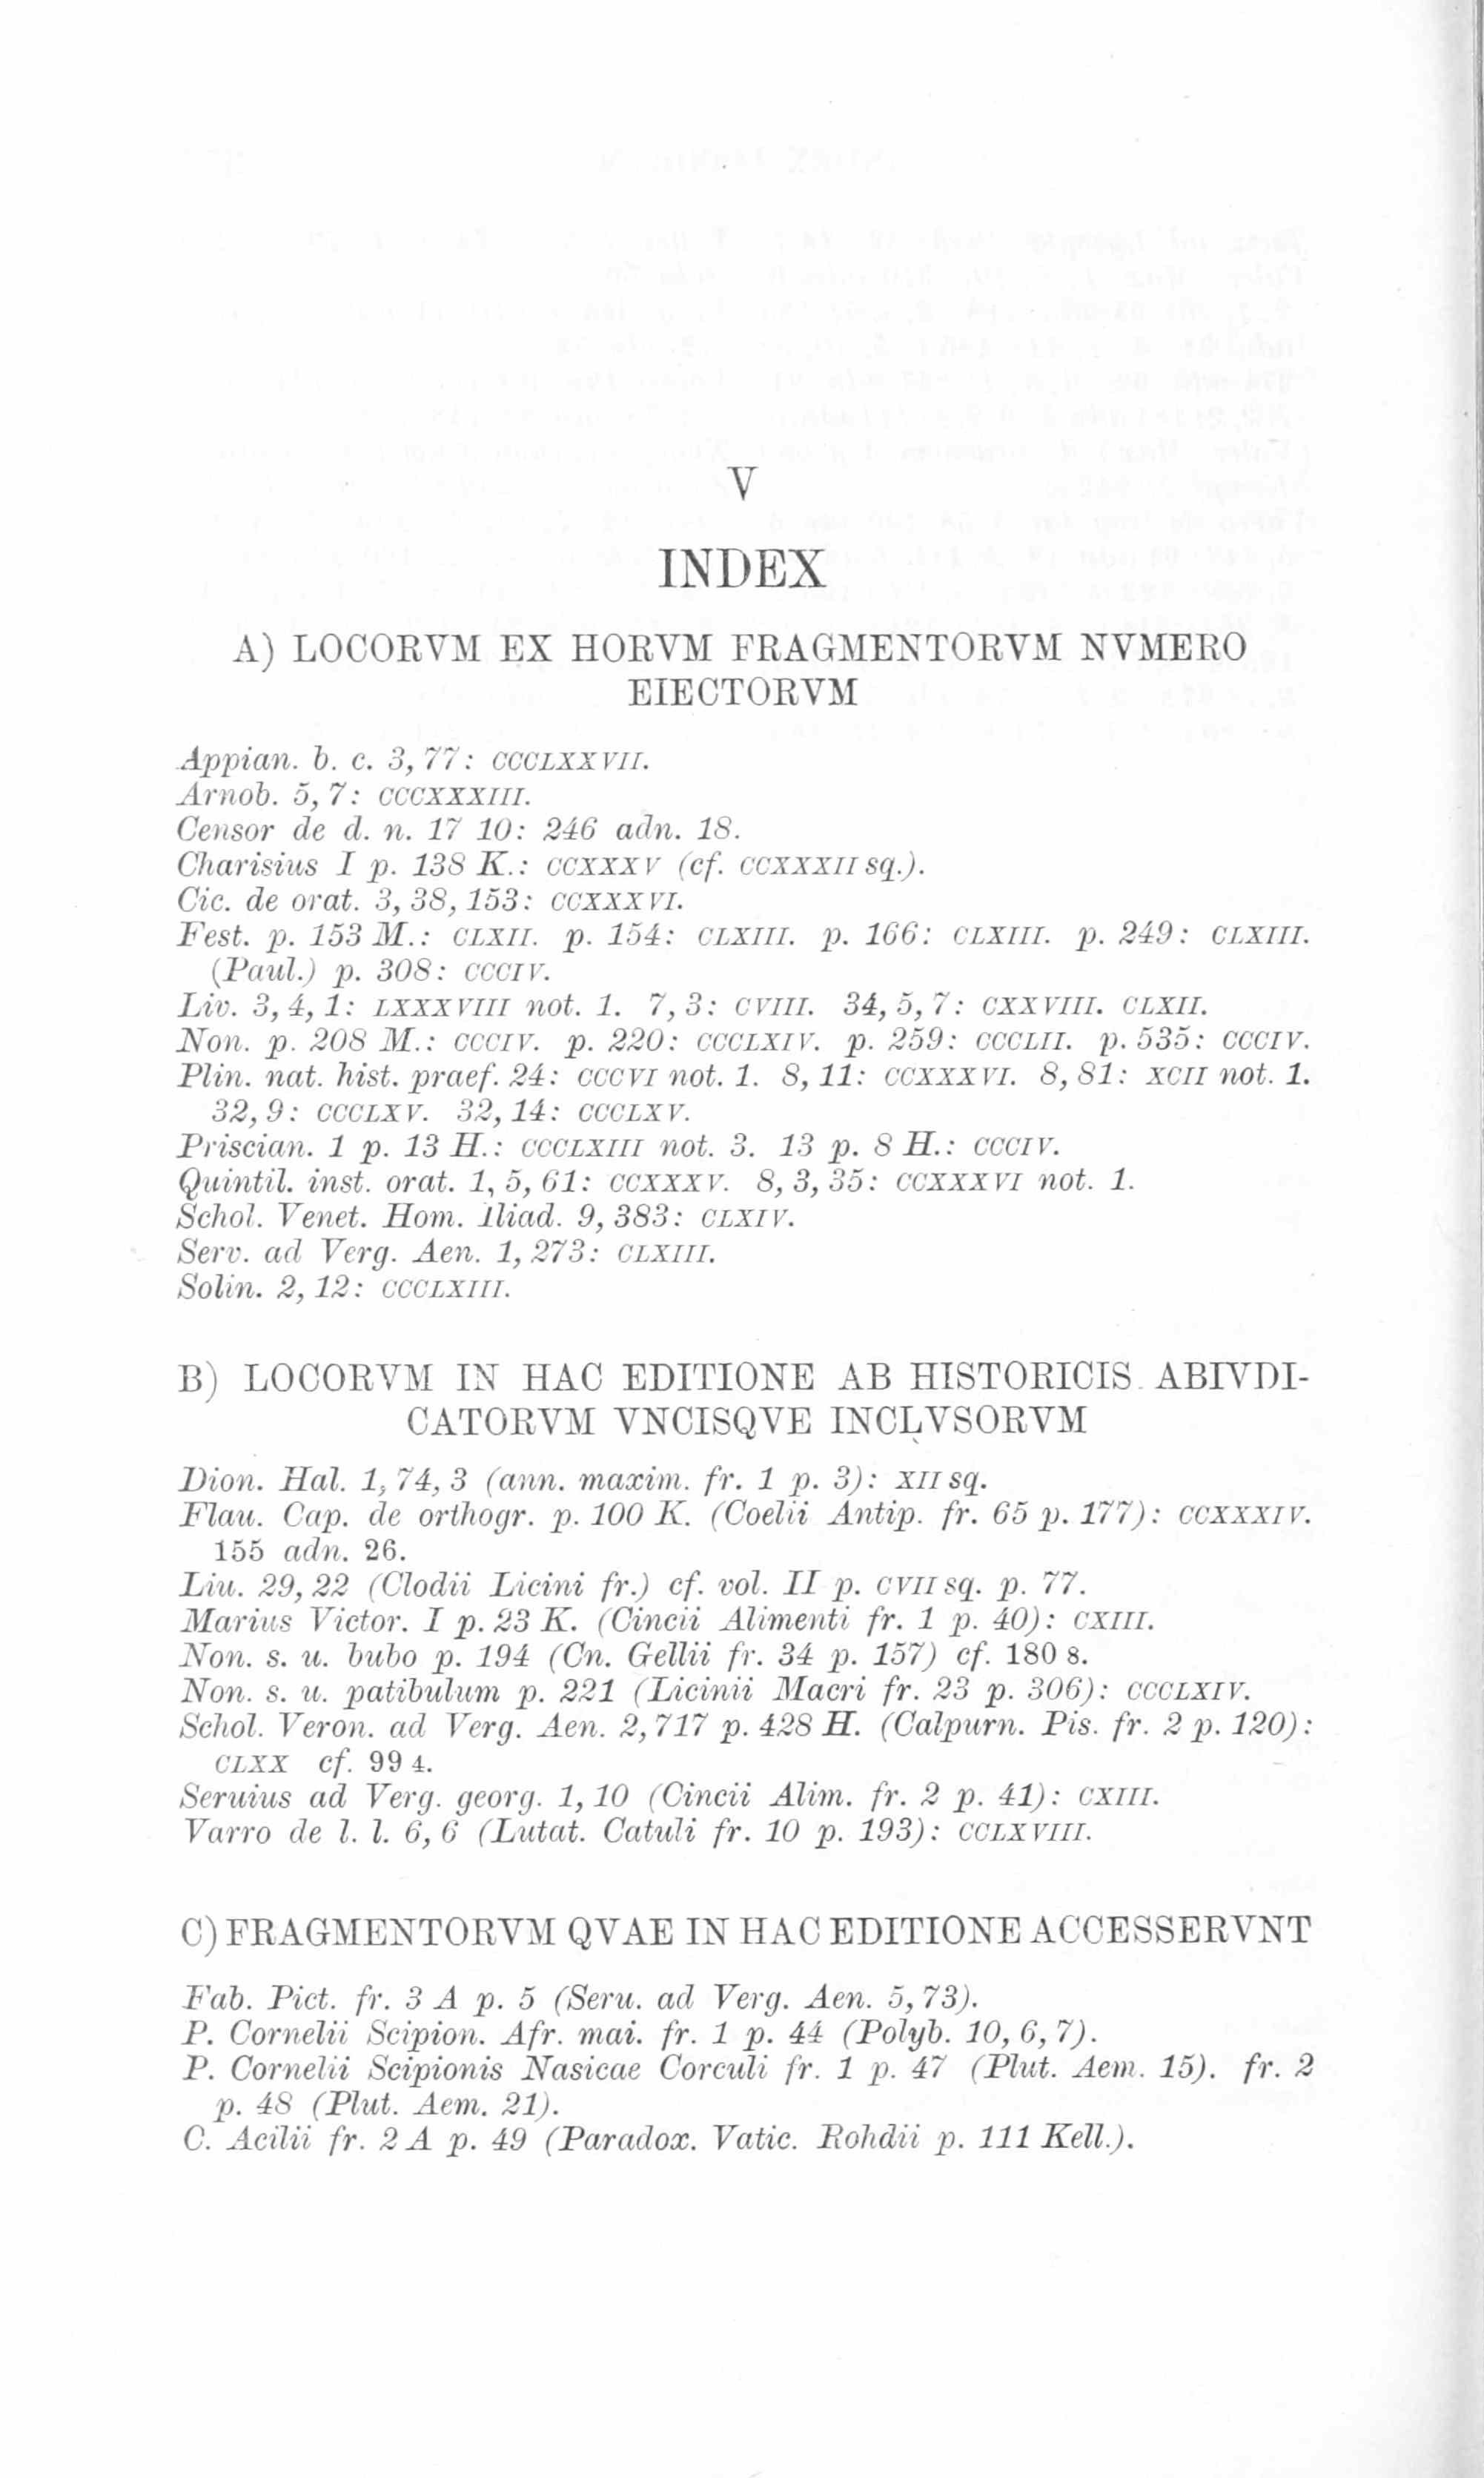 V
INDEX
A) LOCORVM EX HORVM FRAGMENTORVM NVMERO
EIECTORVM
Appian. b. c. 3, 77: CCCLXXVII.
Arnob. 5, 7: CCCXXXIII.
Censor de d. n. 17 10: 246 adn. 18.
Charisius I p. 138 K.: CCXXXV (cf. CCXXXII sq.).
Cic. de orat. 3, 38, 153: CCXXXVI.
Fest. p. 153 M.: CLXII. p. 154: CLXIII. p. 166: CLXIII. p. 249: CLXIII.
(Paul.) p. 308: CCCIV.
Liv. 3, 4, 1: LXXXVIIII not. 1. 7, 3: CVIII. 34, 5, 7: CXXVIII. CLXII.
Non. p. 208 M.: CCCIV. p. 220: CCCLXIV. p. 259: CCCLII. p. 535: CCCIV.
Plin. nat. hist. praef. 24: CCCVI not. 1. 8, 11: CCXXXVI. 8, 81: XCII not. 1.
32, 9: CCCLXV. 32, 14: CCCLXV.
Priscian. 1 p. 13 H.: CCCLXIII not. 3. 13 p. 8 H.: CCCIV.
Quintil. inst. orat. 1, 5, 61: CCXXXV. 8, 3, 35: CCXXXVI not. 1.
Schol. Venet. Hom. Iliad. 9, 383: CLXIV.
Serv. ad Verg. Aen. 1, 273: CLXIII.
Solin. 2, 12: CCCLXIII.
B) LOCORVM IN HAC EDITIONE AB HISTORICIS ABIVDI-
CATORVM VNCISQVE INCLVSORVM
Dion. Hal. 1, 74, 3 (ann. maxim. fr. 1 p. 3): XII sq.
Flau. Cap. de orthogr. p. 100 K. (Coelii Antip. fr. 65 p. 177): CCXXXIV.
155 adn. 26.
Liu. 29, 22 (Clodii Licini fr.) cf. vol. II p. CVII sq. p. 77.
Marius Victor. I p. 23 K. (Cincii Alimenti fr. 1 p. 40): CXIII.
Non. s. u. bubo p. 194 (Cn. Gellii fr. 34 p. 157) cf. 180 8.
Non. s. u. patibulum p. 221 (Licinii Macri fr. 23 p. 306): CCCLXIV.
Schol. Veron. ad Verg. Aen. 2, 717 p. 428 H. (Calpurn. Pis. fr. 2 p. 120):
CLXX cf. 99 4.
Seruius ad Verg. georg. 1, 10 (Cincii Alim. fr. 2 p. 41): CXIII.
Varro de l. l. 6, 6 (Lutat. Catuli fr. 10 p. 193): CCLXVIII.
C) FRAGMENTORVM QVAE IN HAC EDITIONE ACCESSERVNT
Fab. Pict. fr. 3 A p. 5 (Seru. ad Verg. Aen. 5, 73).
P. Cornelii Scipion. Afr. mai. fr. 1 p. 44 (Polyb. 10, 6, 7).
P. Cornelii Scipionis Nasicae Corculi fr. 1 p. 47 (Plut. Aem. 15). fr. 2
p. 48 (Plut. Aem. 21).
C. Acilii fr. 2 A p. 49 (Paradox. Vatic. Rohdii p. 111 Kell.).